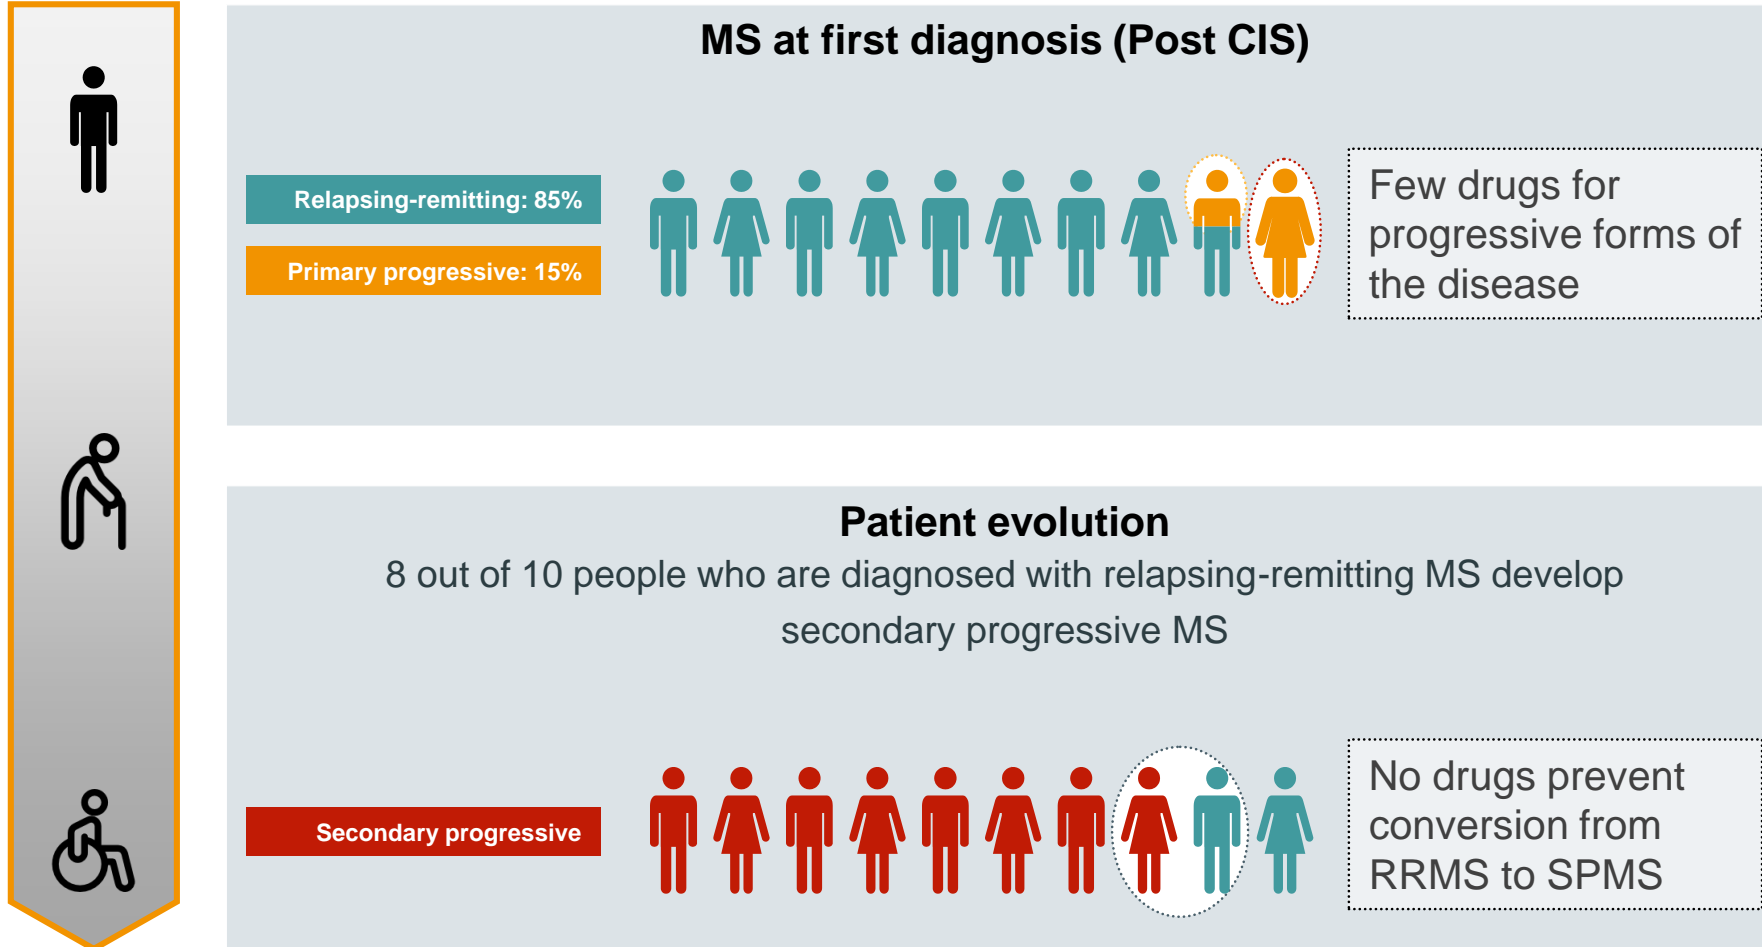 MS at first diagnosis (Post CIS)
Relapsing-remitting: 85%
Primary progressive: 15%
Few drugs for
progressive forms of
the disease
Patient evolution
8 out of 10 people who are diagnosed with relapsing-remitting MS develop
secondary progressive MS
Secondary progressive
No drugs prevent
conversion from
RRMS to SPMS